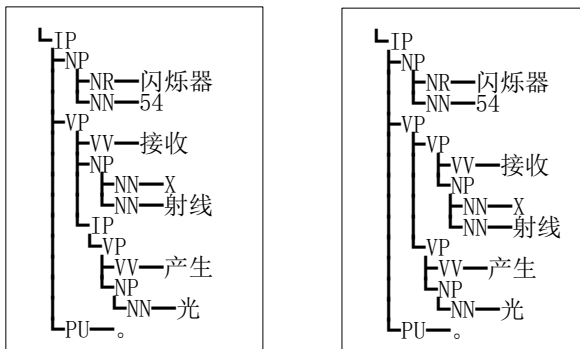 IP
NP
NR 闪烁器
NN 54
VP
VV 接收
NP
NN X
NN 射线
IP
VP
VV 产生
NP
NN 光
PU 。
IP
NP
NR 闪烁器
NN 54
VP
VP
VV 接收
NP
NN X
NN 射线
VP
VV 产生
NP
NN 光
PU 。